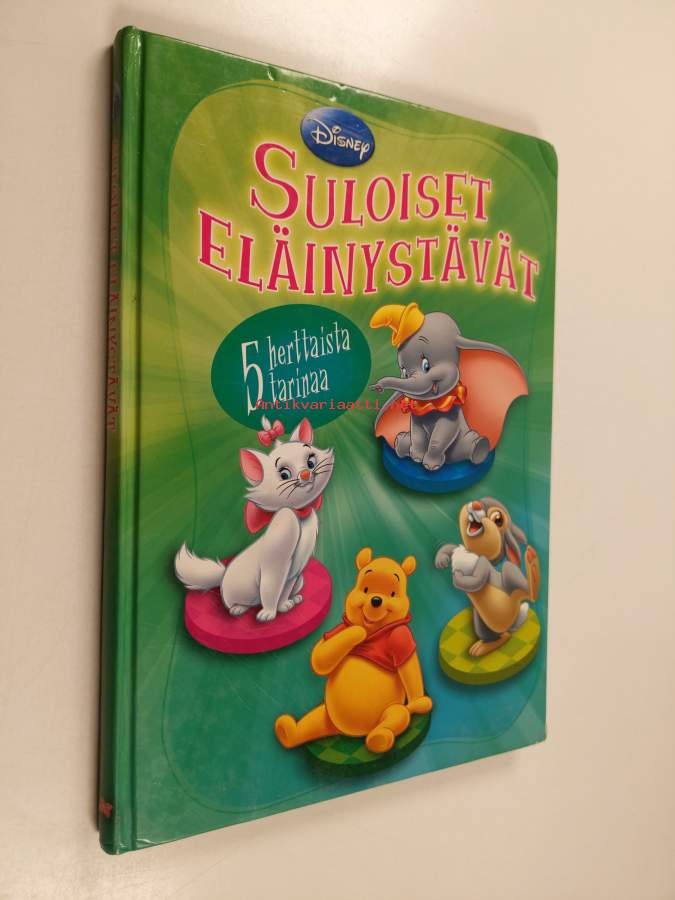 Disney
SULOISET
ELÄINYSTÄVÄT
5 herttaista
tarinaa
Antikvariaatti.net
SULOISET ELÄINYSTÄVÄT